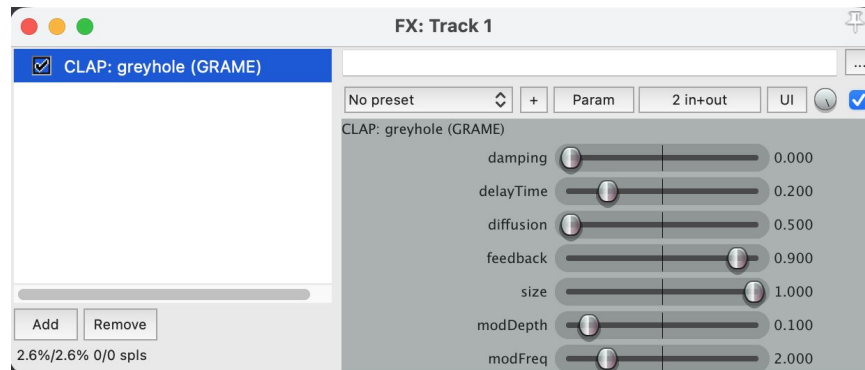 FX: Track 1
CLAP: greyhole (GRAME)
...
No preset + Param 2 in+out UI
CLAP: greyhole (GRAME)
damping 0.000
delayTime 0.200
diffusion 0.500
feedback 0.900
size 1.000
modDepth 0.100
modFreq 2.000
Add Remove
2.6%/2.6% 0/0 spls